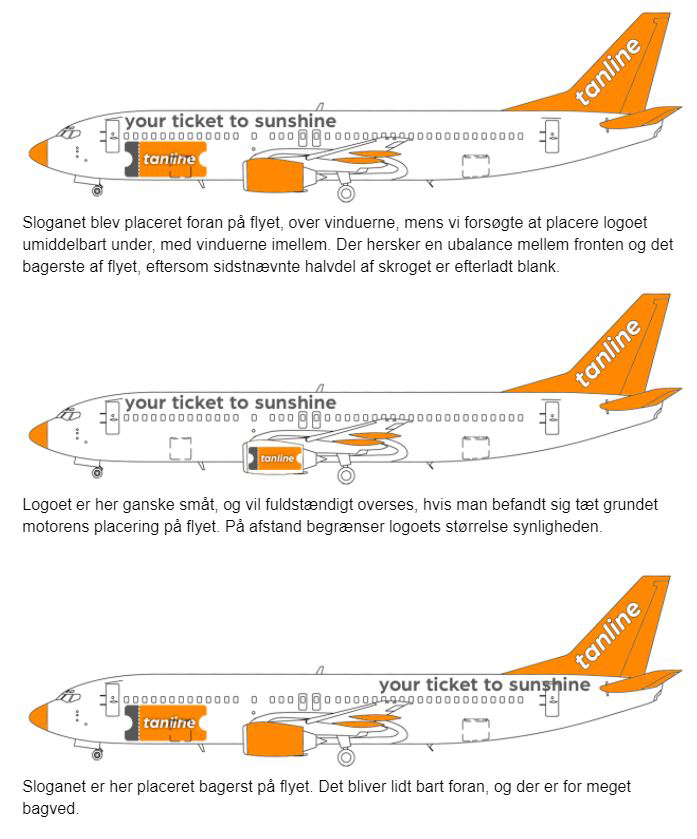 tanline
your ticket to sunshine
tanline
Sloganet blev placeret foran på flyet, over vinduerne, mens vi forsøgte at placere logoet
umiddelbart under, med vinduerne imellem. Der hersker en ubalance mellem fronten og det
bagerste af flyet, eftersom sidstnævnte halvdel af skroget er efterladt blank.
tanline
your ticket to sunshine
tanline
Logoet er her ganske småt, og vil fuldstændigt overses, hvis man befandt sig tæt grundet
motorens placering på flyet. På afstand begrænser logoets størrelse synligheden.
tanline
your ticket to sunshine
tanline
Sloganet er her placeret bagerst på flyet. Det bliver lidt bart foran, og der er for meget
bagved.